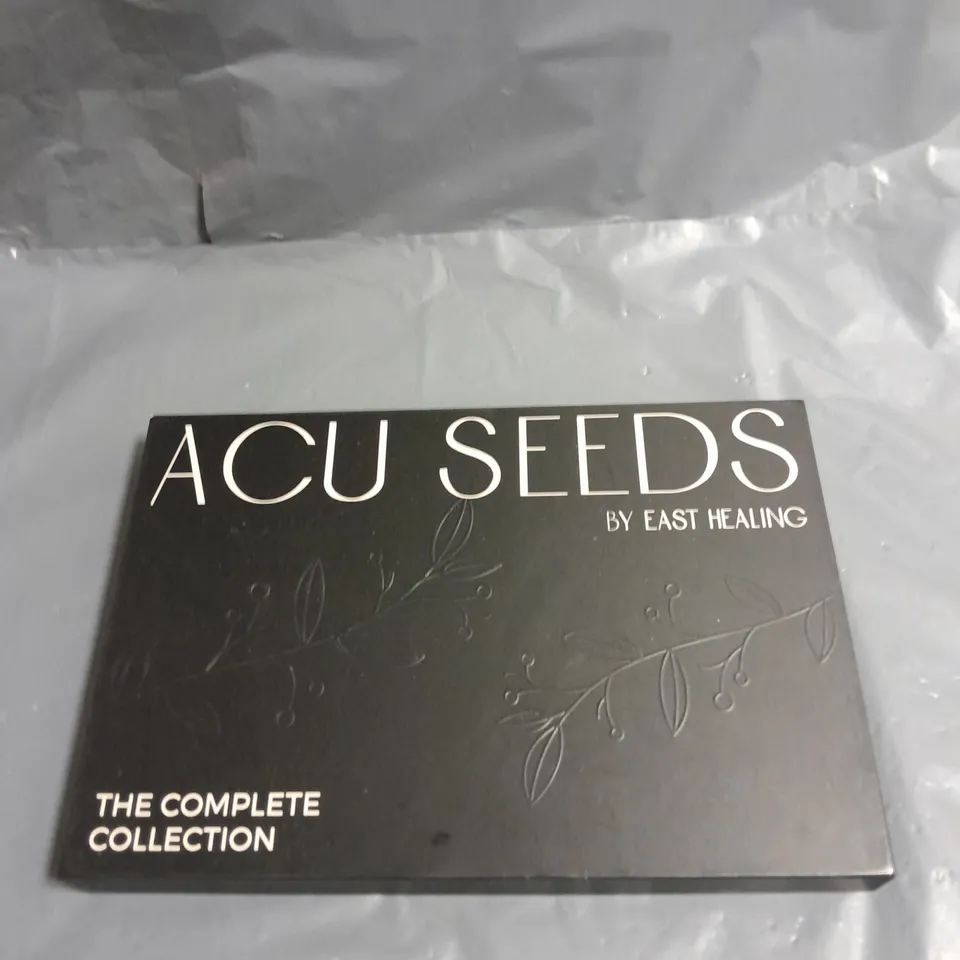 ACU SEEDS
BY EAST HEALING
THE COMPLETE
COLLECTION